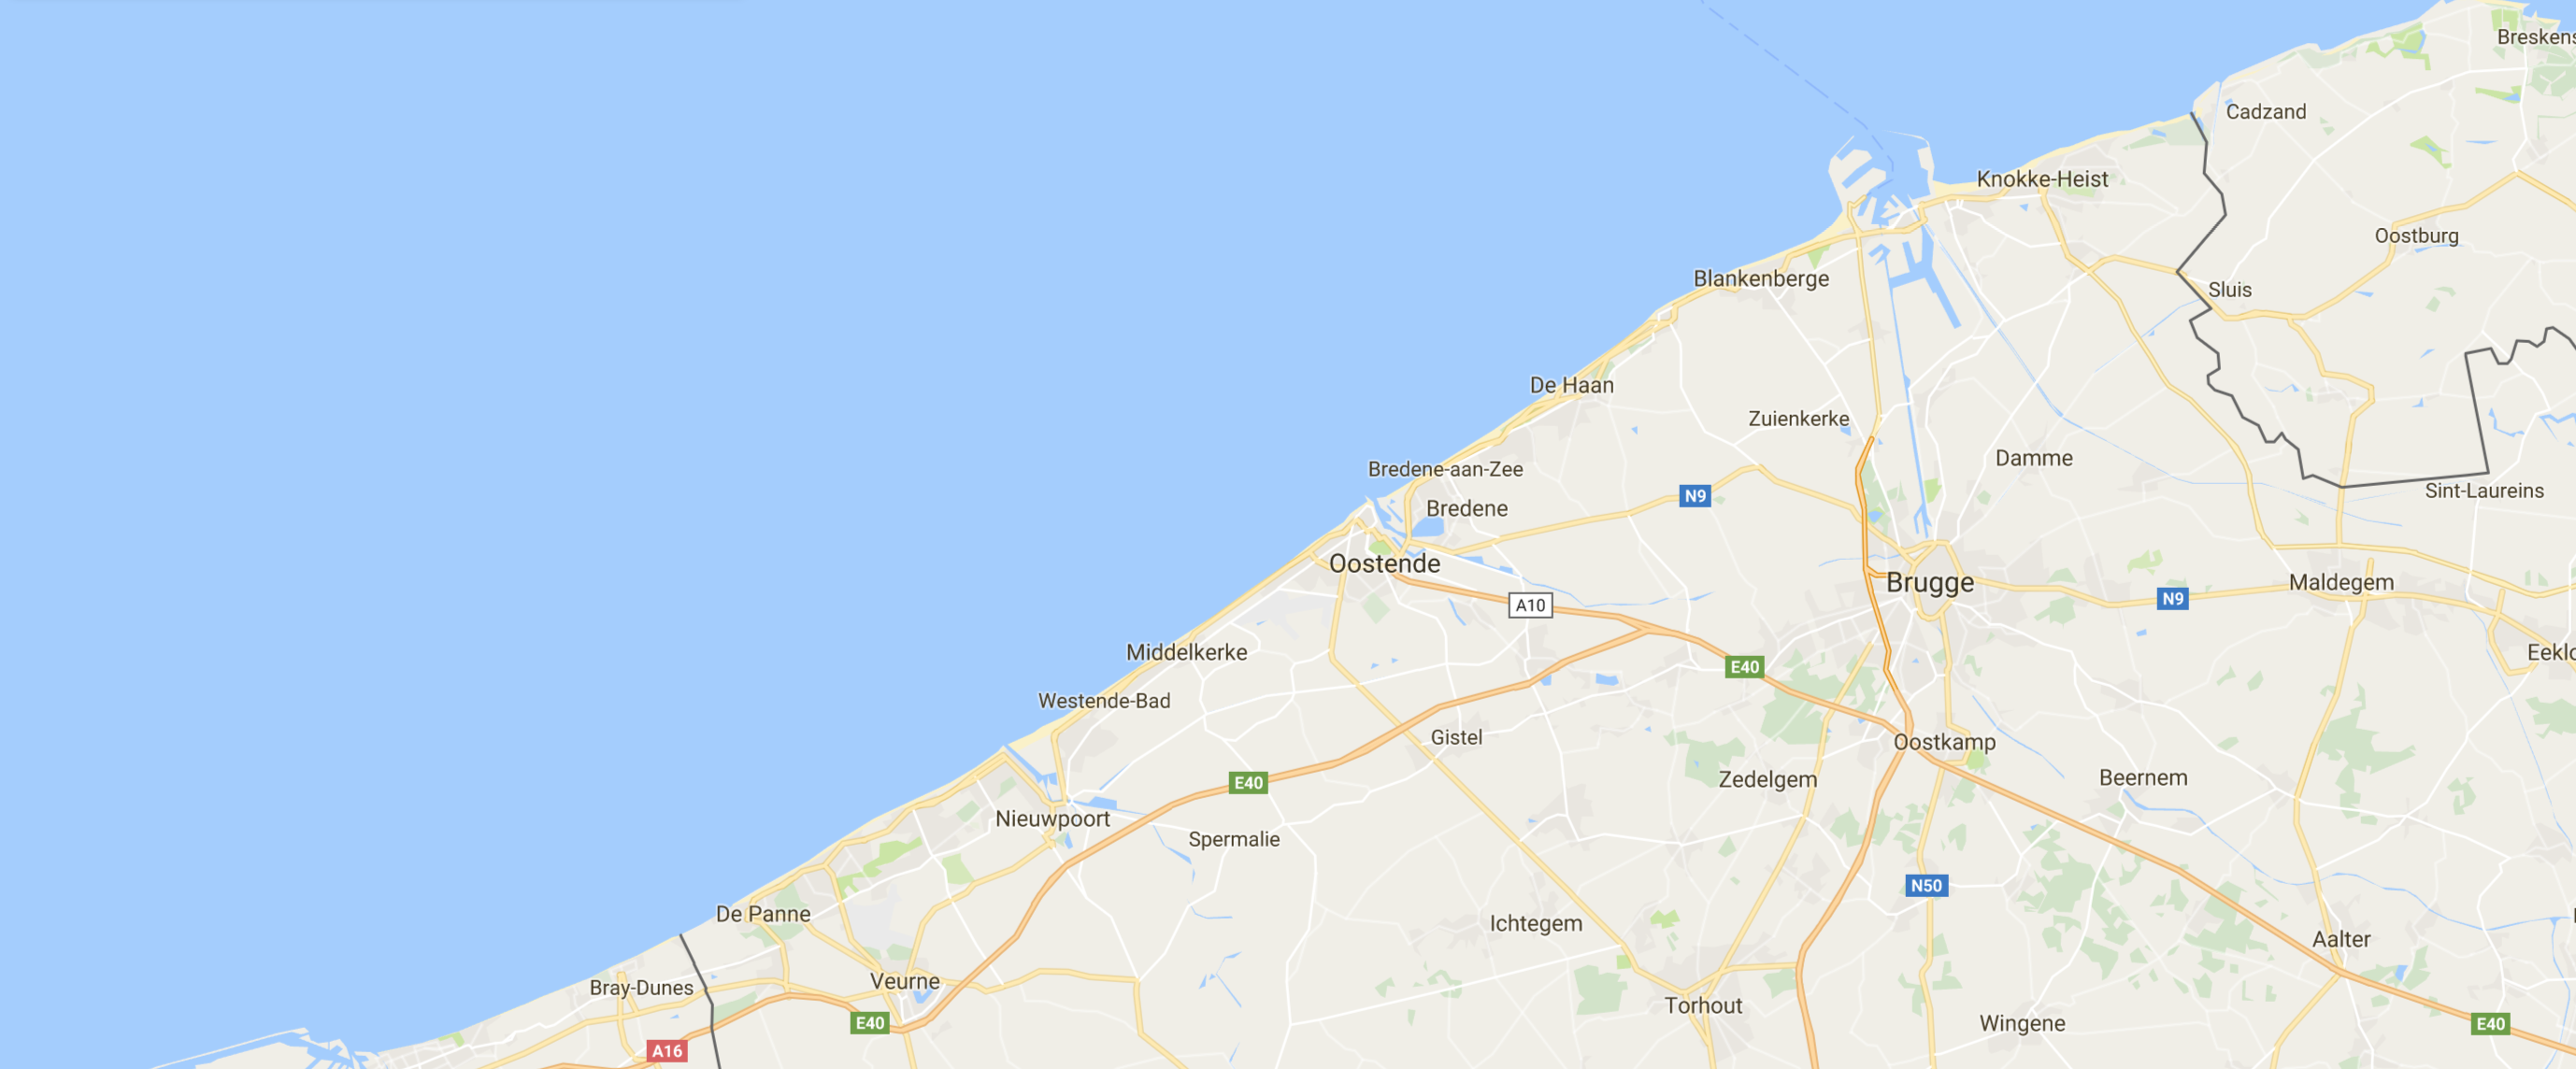 Breskens
Cadzand
Knokke-Heist
Oostburg
Blankenberge
Sluis
De Haan
Zuienkerke
Damme
Bredene-aan-Zee
N9
Sint-Laureins
Bredene
Oostende
Brugge
Maldegem
A10
N9
Middelkerke
E40
Westende-Bad
Gistel
Oostkamp
E40
Zedelgem
Beernem
Nieuwpoort
Spermalie
N50
De Panne
Ichtegem
Aalter
Veurne
Bray-Dunes
Torhout
E40
Wingene
E40
A16